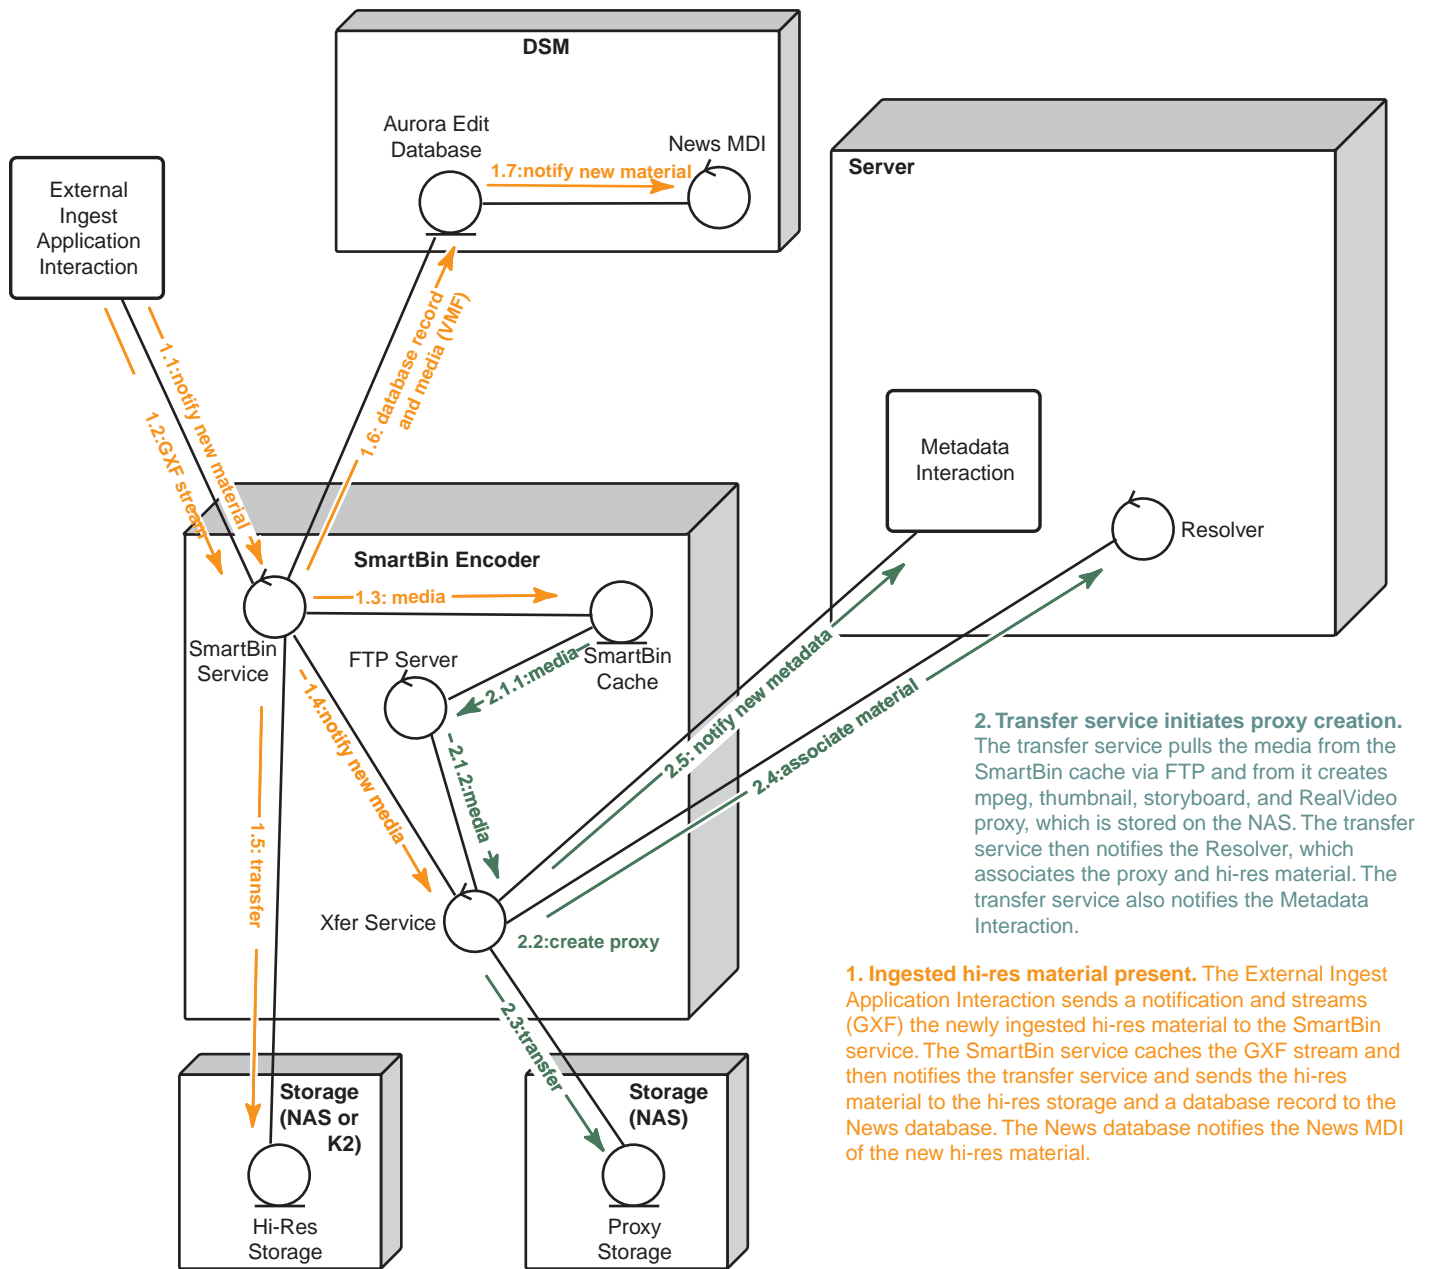 DSM
Aurora Edit
Database
News MDI
1.7:notify new material
External
Ingest
Application
Interaction
Server
1.1:notify new material
1.2:GXF stream
1.6: database record
and media (VMF)
Metadata
Interaction
Resolver
SmartBin Encoder
1.3: media
SmartBin
Service
FTP Server
SmartBin
Cache
2.1.1:media
1.4:notify new media
2.1.2:media
1.5: transfer
2.5: notify new metadata
2.4:associate material
Xfer Service
2.2:create proxy
2.3:transfer
2. Transfer service initiates proxy creation.
The transfer service pulls the media from the
SmartBin cache via FTP and from it creates
mpeg, thumbnail, storyboard, and RealVideo
proxy, which is stored on the NAS. The transfer
service then notifies the Resolver, which
associates the proxy and hi-res material. The
transfer service also notifies the Metadata
Interaction.
1. Ingested hi-res material present. The External Ingest
Application Interaction sends a notification and streams
(GXF) the newly ingested hi-res material to the SmartBin
service. The SmartBin service caches the GXF stream and
then notifies the transfer service and sends the hi-res
material to the hi-res storage and a database record to the
News database. The News database notifies the News MDI
of the new hi-res material.
Storage
(NAS or
K2)
Hi-Res
Storage
Storage
(NAS)
Proxy
Storage